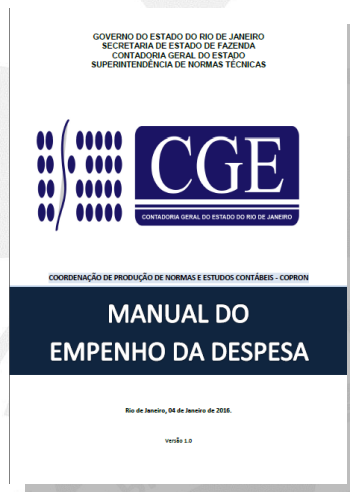 GOVERNO DO ESTADO DO RIO DE JANEIRO
SECRETARIA DE ESTADO DE FAZENDA
CONTADORIA GERAL DO ESTADO
SUPERINTENDÊNCIA DE NORMAS TÉCNICAS
CGE
CONTADORIA GERAL DO ESTADO DO RIO DE JANEIRO
COORDENAÇÃO DE PRODUÇÃO DE NORMAS E ESTUDOS CONTÁBEIS - COPRON
MANUAL DO
EMPENHO DA DESPESA
Rio de Janeiro, 04 de Janeiro de 2016.
Versão 1.0